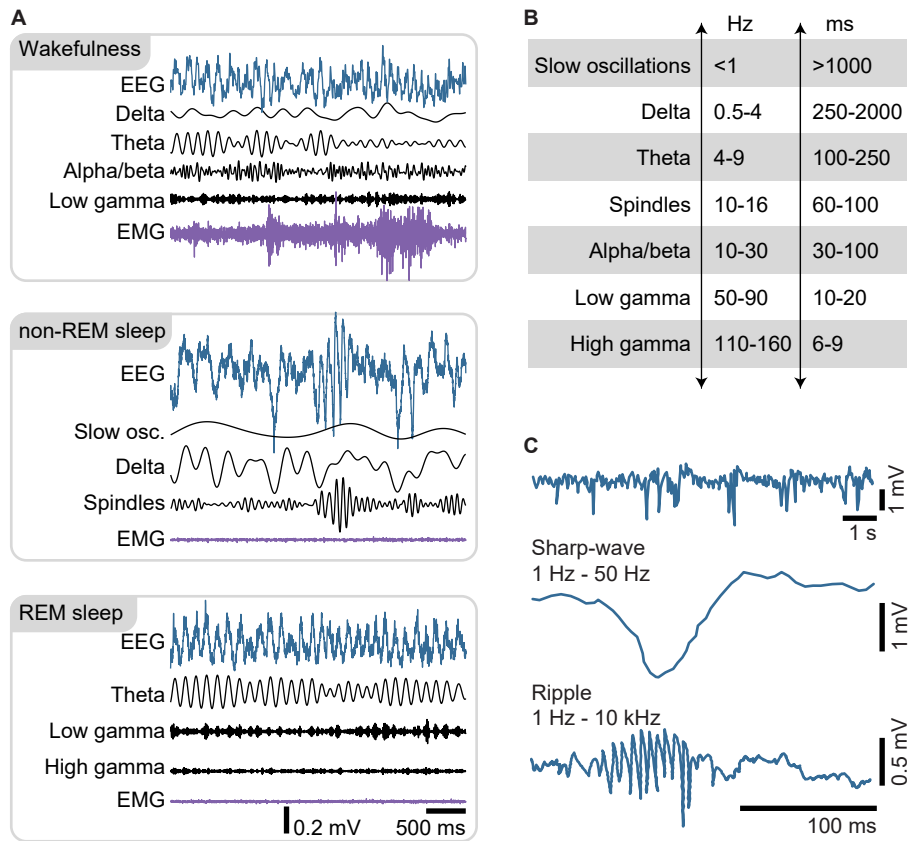 A
Wakefulness
EEG
Delta
Theta
Alpha/beta
Low gamma
EMG
non-REM sleep
EEG
Slow osc.
Delta
Spindles
EMG
REM sleep
EEG
Theta
Low gamma
High gamma
EMG
0.2 mV
500 ms
B
Hz ms
Slow oscillations <1 >1000
Delta 0.5-4 250-2000
Theta 4-9 100-250
Spindles 10-16 60-100
Alpha/beta 10-30 30-100
Low gamma 50-90 10-20
High gamma 110-160 6-9
C
1 mV
1 s
Sharp-wave
1 Hz - 50 Hz
1 mV
Ripple
1 Hz - 10 kHz
0.5 mV
100 ms